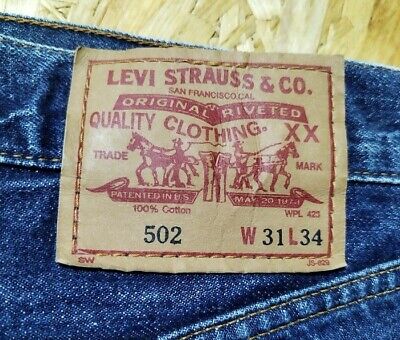 LEVI STRAUSS & CO.
SAN FRANCISCO, CAL.
ORIGINAL RIVETED
QUALITY CLOTHING. XX
TRADE MARK
PATENTED IN U.S. MAY 20 1873
100% Cotton WPL 423
502 W 31 L 34
SW JS-629